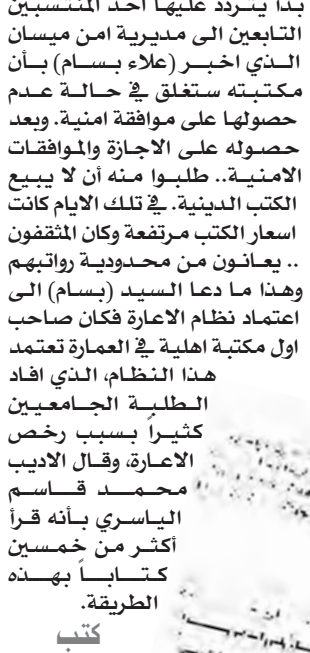 بدأ يتردد عليها احد المنتسبين
التابعين الى مديرية امن ميسان
الذي اخبر (علاء بسام) بأن
مكتبته ستغلق في حالة عدم
حصولها على موافقة امنية. وبعد
حصوله على الاجازة والموافقات
الامنية.. طلبوا منه أن لا يبيع
الكتب الدينية. في تلك الايام كانت
اسعار الكتب مرتفعة وكان المثقفون
.. يعانون من محدودية رواتبهم
وهذا ما دعا السيد (بسام) الى
اعتماد نظام الاعارة فكان صاحب
اول مكتبة اهلية في العمارة تعتمد
هذا النظام، الذي افاد
الطلبة الجامعيين
كثيراً بسبب رخص
الاعارة، وقال الاديب
محمد قاسم
الياسري بأنه قرأ
أكثر من خمسين
كتاباً بهذه
الطريقة.
كتب